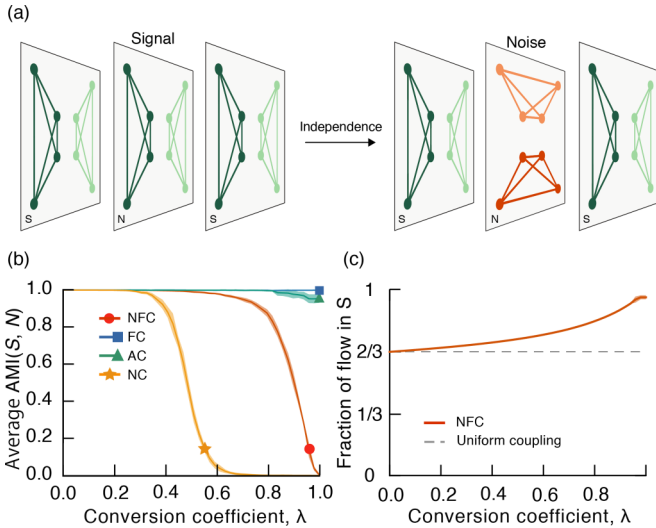 (a)
Signal
Noise
Independence
S
N
S
S
N
S
(b)
(c)
Average AMI(S, N)
1.0
0.8
0.6
0.4
0.2
0.0
NFC
FC
AC
NC
0.0 0.2 0.4 0.6 0.8 1.0
Conversion coefficient, λ
Fraction of flow in S
1
2/3
1/3
0
NFC
Uniform coupling
0.0 0.2 0.4 0.6 0.8
Conversion coefficient, λ